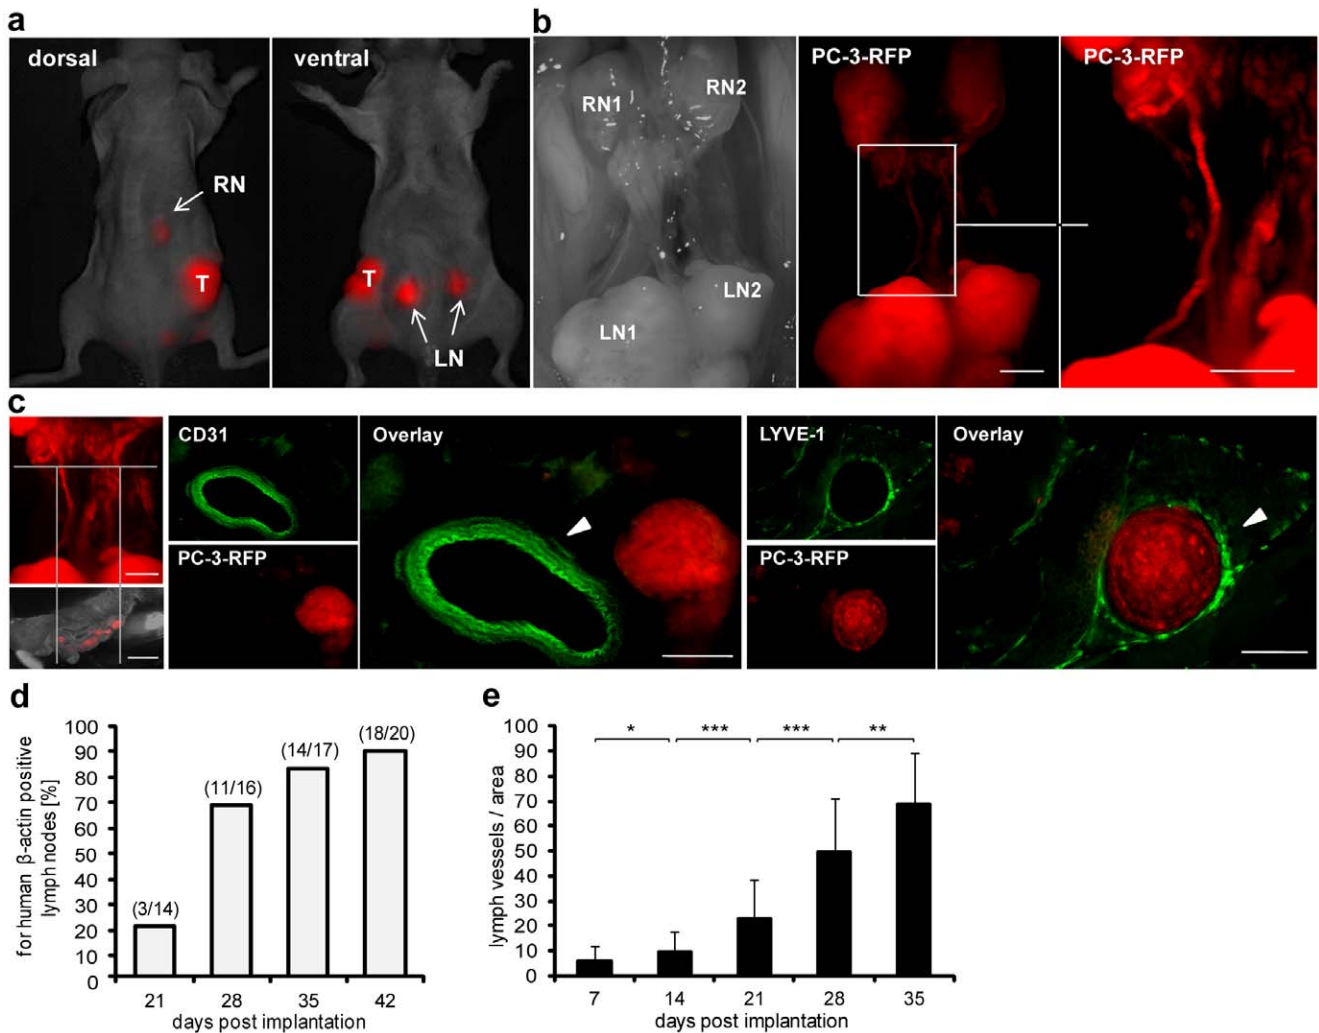 a
dorsal
RN
T
ventral
T
LN
b
RN1
RN2
LN1
LN2
PC-3-RFP
PC-3-RFP
c
CD31
PC-3-RFP
Overlay
LYVE-1
PC-3-RFP
Overlay
d
for human β-actin positive
lymph nodes [%]
100
90
80
70
60
50
40
30
20
10
0
(3/14)
(11/16)
(14/17)
(18/20)
21 28 35 42
days post implantation
e
lymph vessels / area
100
90
80
70
60
50
40
30
20
10
0
* *** *** **
7 14 21 28 35
days post implantation